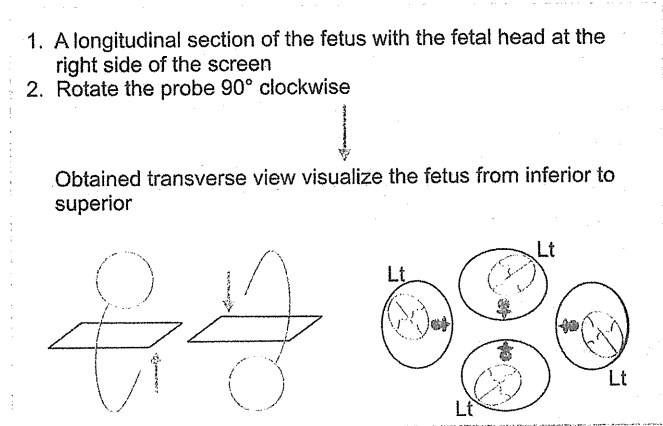 1. A longitudinal section of the fetus with the fetal head at the
right side of the screen
2. Rotate the probe 90° clockwise
Obtained transverse view visualize the fetus from inferior to
superior
Lt
Lt
Lt
Lt